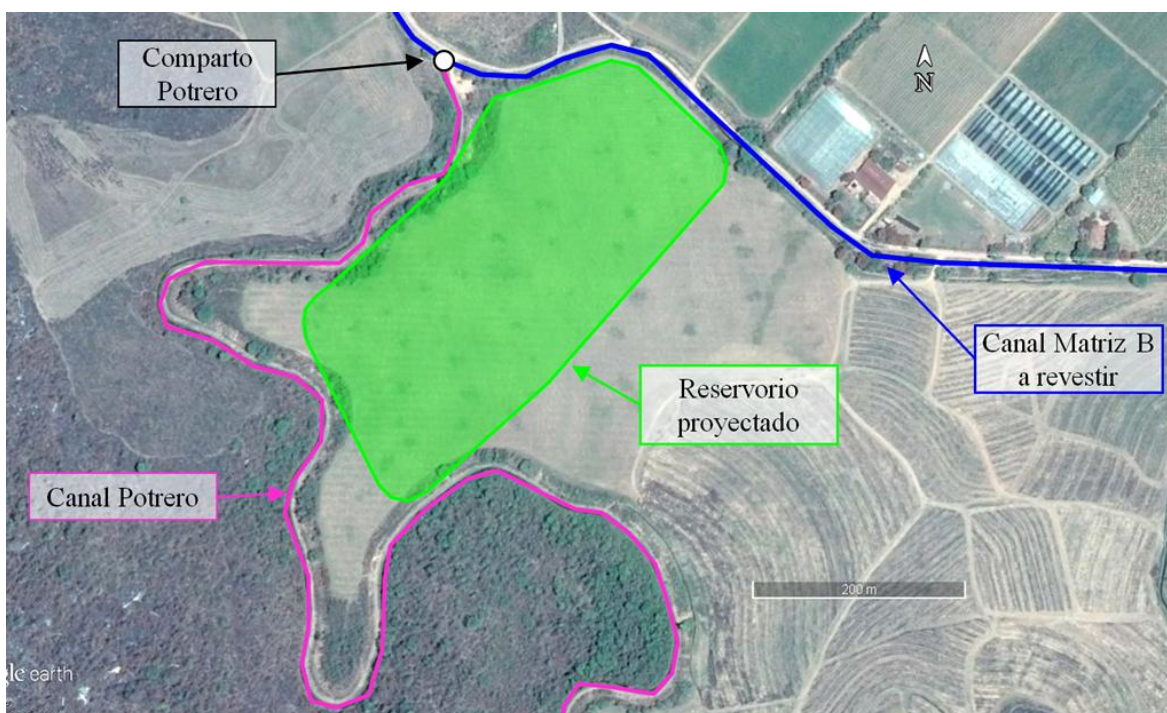 Comparto
Potrero
N
Canal Matriz B
a revestir
Reservorio
proyectado
Canal Potrero
200 m
gle earth